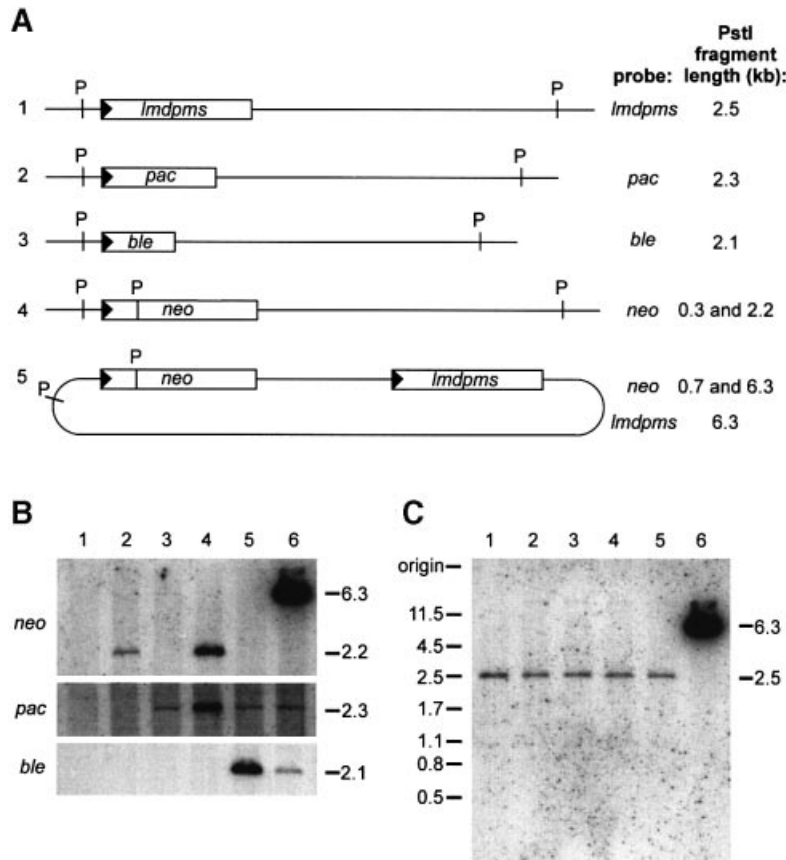 A
PstI
fragment
probe: length (kb):
P P
1 lmdpms lmdpms 2.5
P P
2 pac pac 2.3
P P
3 ble ble 2.1
P P P
4 neo neo 0.3 and 2.2
P
5 neo lmdpms neo 0.7 and 6.3
P
lmdpms 6.3
B
1 2 3 4 5 6
neo
–6.3
–2.2
pac –2.3
ble –2.1
C
1 2 3 4 5 6
origin–
11.5–
–6.3
4.5–
2.5– –2.5
1.7–
1.1–
0.8–
0.5–